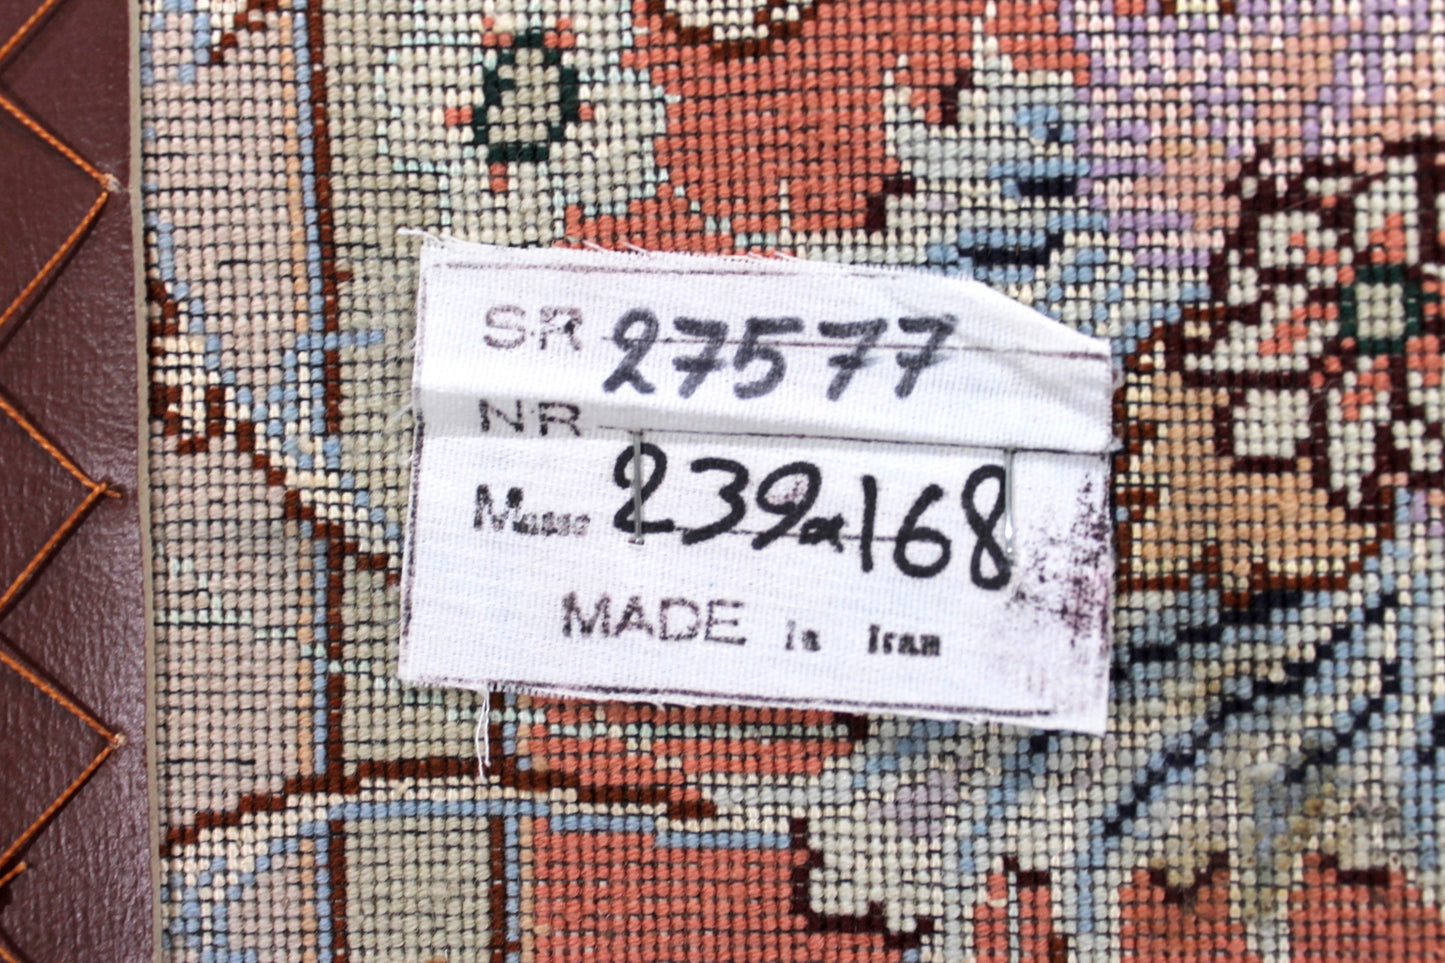 SR 27577
NR
Masse 239x168
MADE in Iran